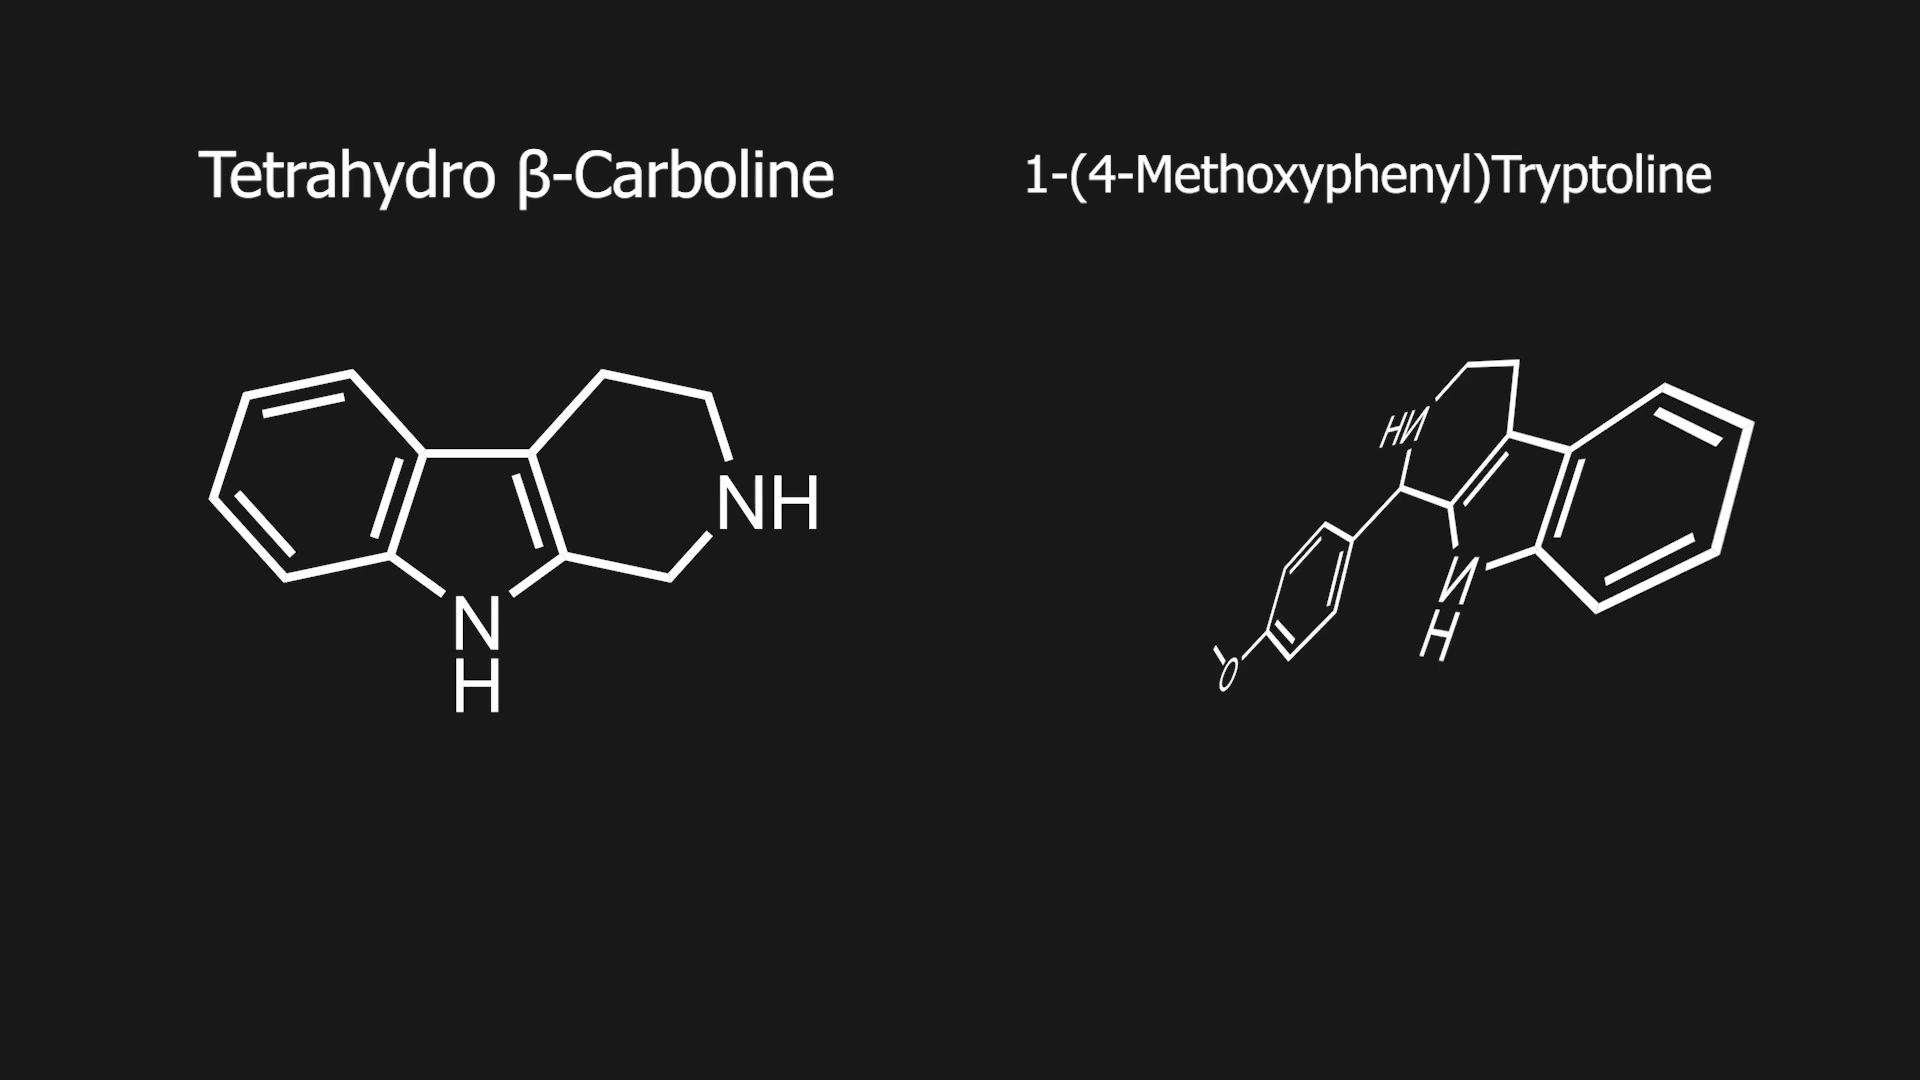 Tetrahydro β-Carboline
1-(4-Methoxyphenyl)Tryptoline
NH
N
H
HN
N
H
O